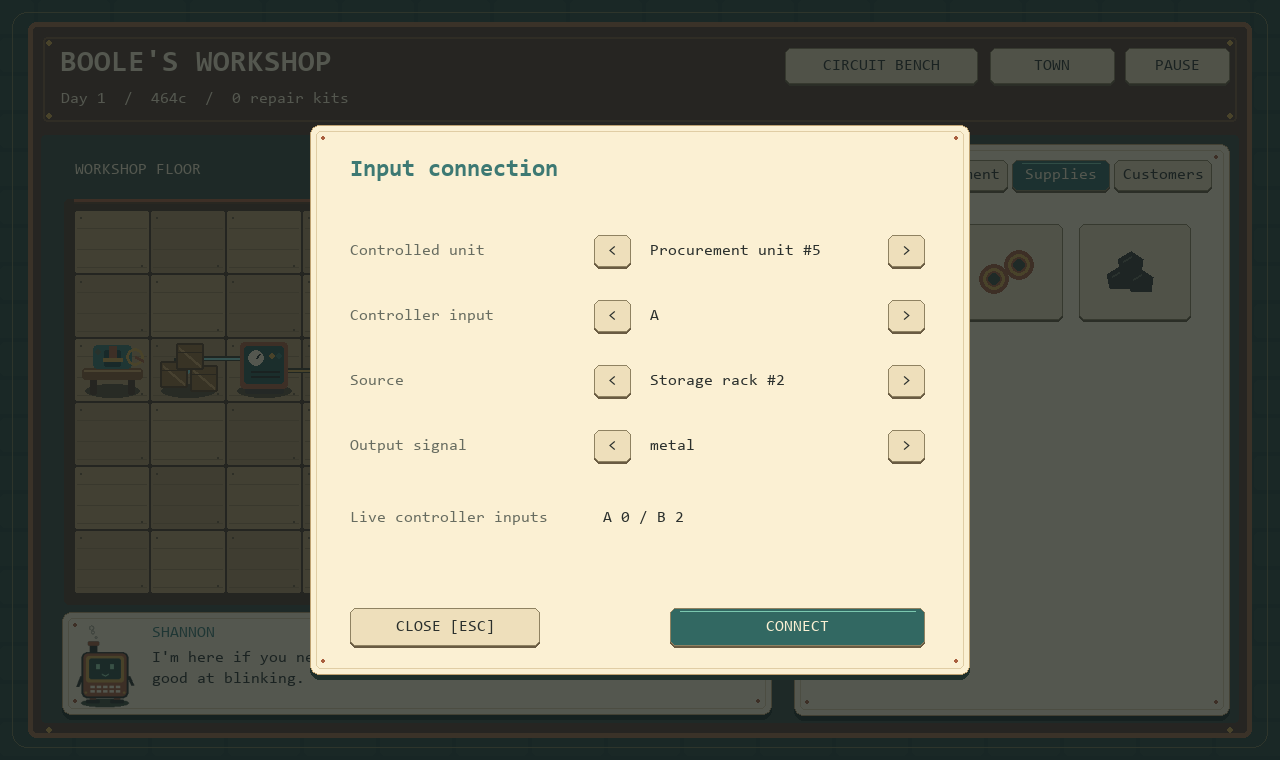 BOOLE'S WORKSHOP
Day 1 / 464c / 0 repair kits
CIRCUIT BENCH
TOWN
PAUSE
WORKSHOP FLOOR
Supplies
Customers
Input connection
Controlled unit
<
Procurement unit #5
>
Controller input
<
A
>
Source
<
Storage rack #2
>
Output signal
<
metal
>
Live controller inputs
A 0 / B 2
CLOSE [ESC]
CONNECT
SHANNON
I'm here if you
good at blinking.